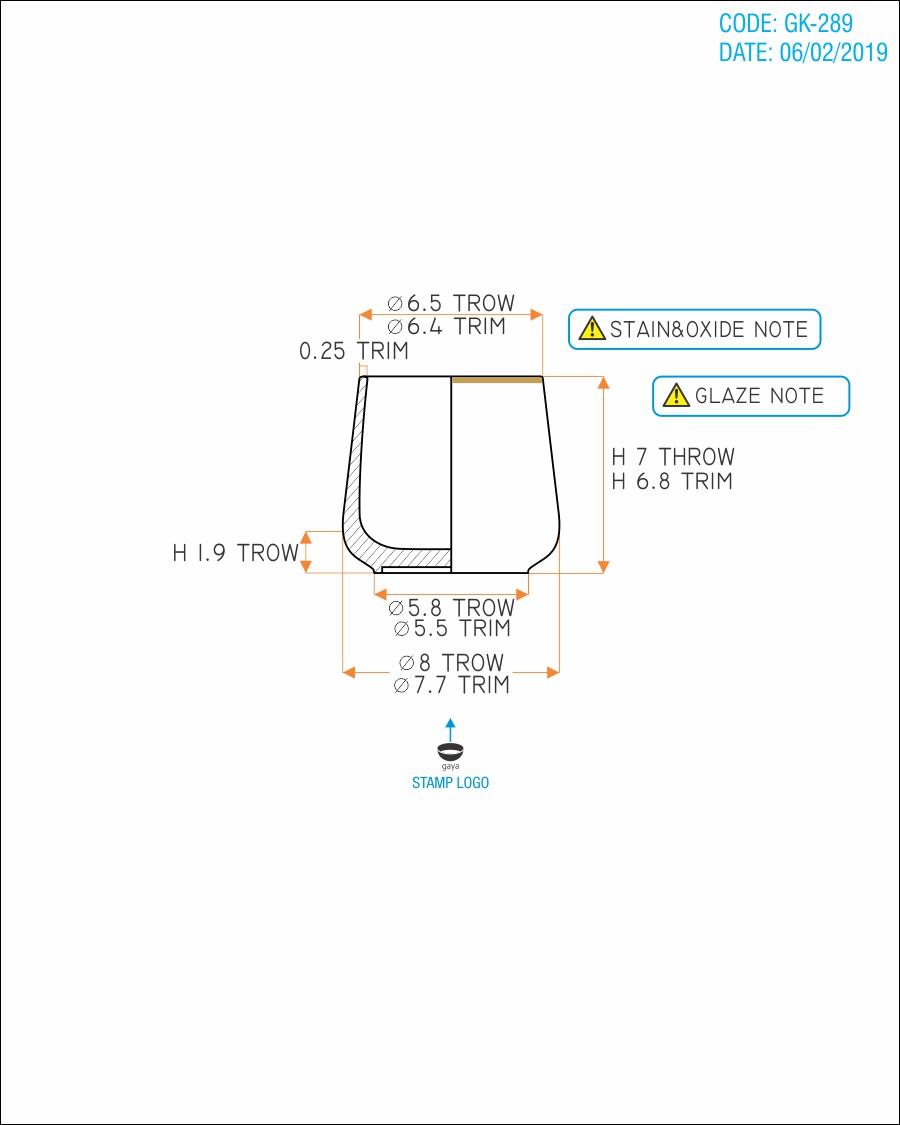 CODE: GK-289
DATE: 06/02/2019
⌀6.5 TROW
⌀6.4 TRIM
0.25 TRIM
STAIN&OXIDE NOTE
GLAZE NOTE
H 7 THROW
H 6.8 TRIM
H 1.9 TROW
⌀5.8 TROW
⌀5.5 TRIM
⌀8 TROW
⌀7.7 TRIM
gaya
STAMP LOGO